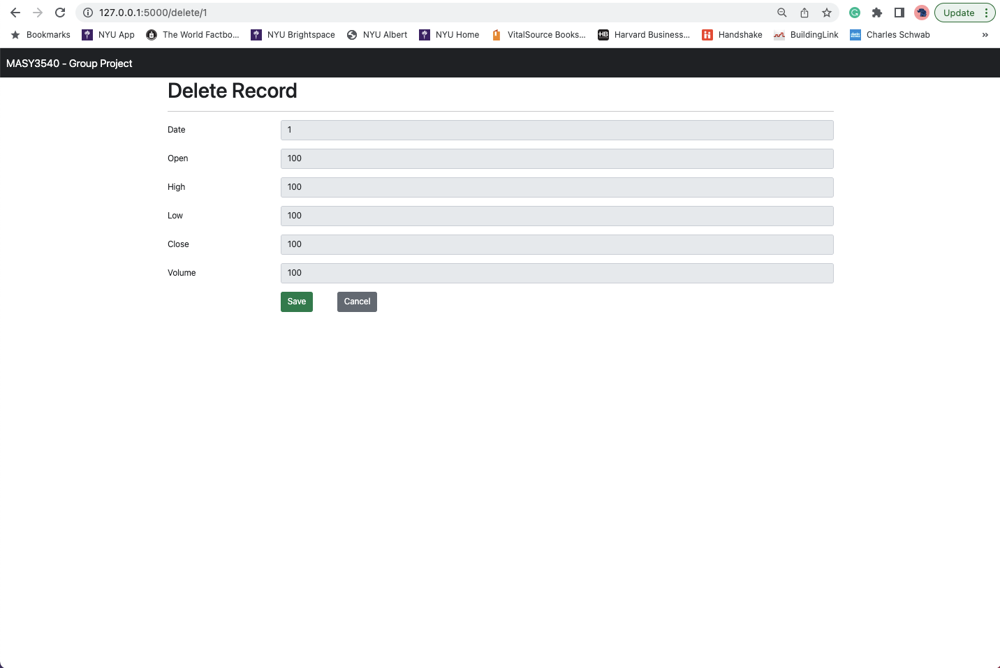 127.0.0.1:5000/delete/1
Update
Bookmarks NYU App The World Factbo... NYU Brightspace NYU Albert NYU Home VitalSource Books... HB Harvard Business... Handshake BuildingLink Charles Schwab »
MASY3540 - Group Project
Delete Record
Date 1
Open 100
High 100
Low 100
Close 100
Volume 100
Save Cancel